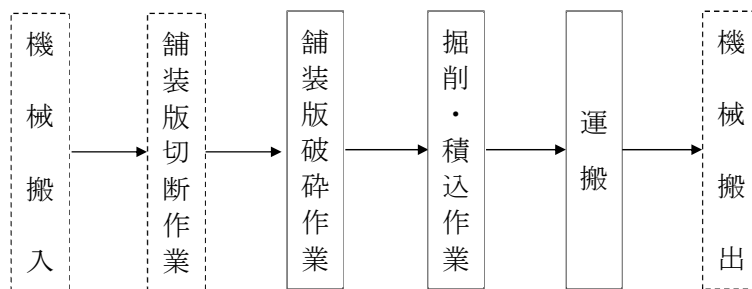 機械搬入
舗装版切断作業
舗装版破砕作業
掘削・積込作業
運搬
機械搬出